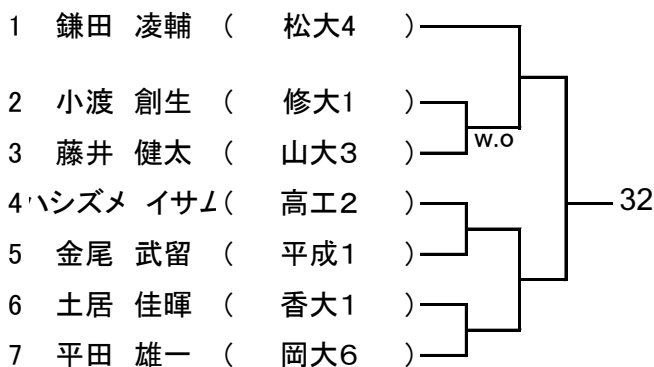 1 鎌田 凌輔 ( 松大4 )
2 小渡 創生 ( 修大1 )
w.o
3 藤井 健太 ( 山大3 )
4 ハシズメ イサム ( 高工2 )
32
5 金尾 武留 ( 平成1 )
6 土居 佳暉 ( 香大1 )
7 平田 雄一 ( 岡大6 )